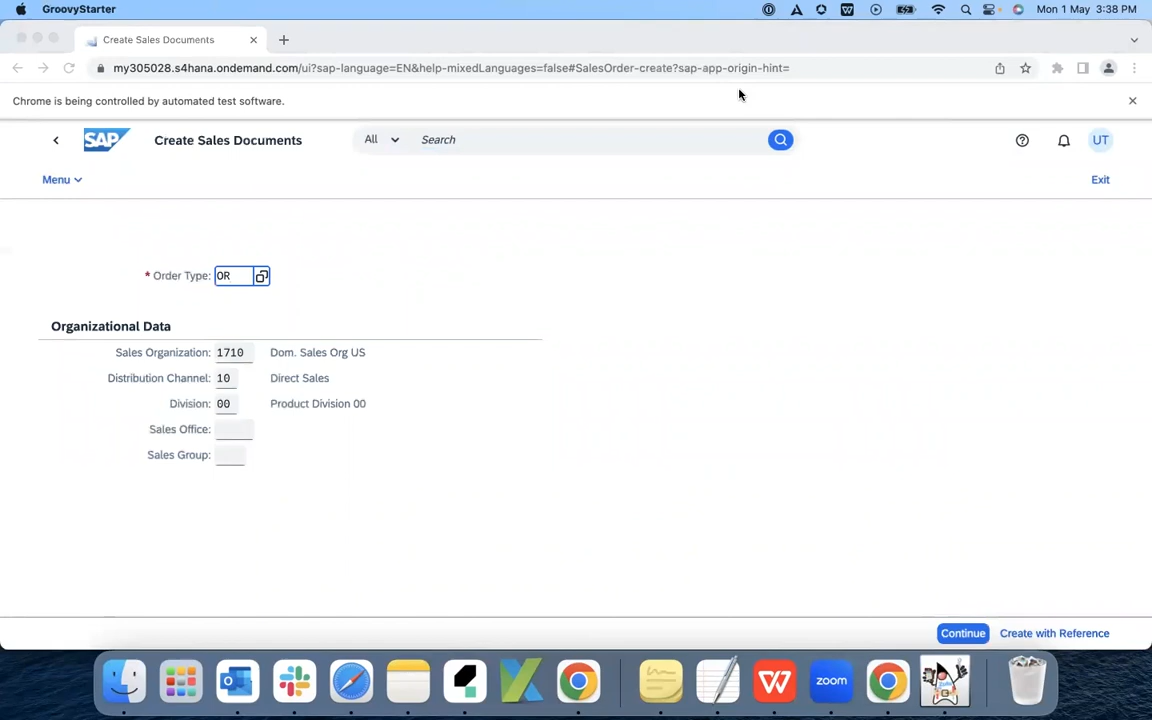 GroovyStarter
Mon 1 May 3:38 PM
Create Sales Documents
my305028.s4hana.ondemand.com/ui?sap-language=EN&help-mixedLanguages=false#SalesOrder-create?sap-app-origin-hint=
Chrome is being controlled by automated test software.
SAP
Create Sales Documents
All
Search
UT
Menu
Exit
* Order Type: OR
Organizational Data
Sales Organization: 1710 Dom. Sales Org US
Distribution Channel: 10 Direct Sales
Division: 00 Product Division 00
Sales Office:
Sales Group:
Continue
Create with Reference
zoom